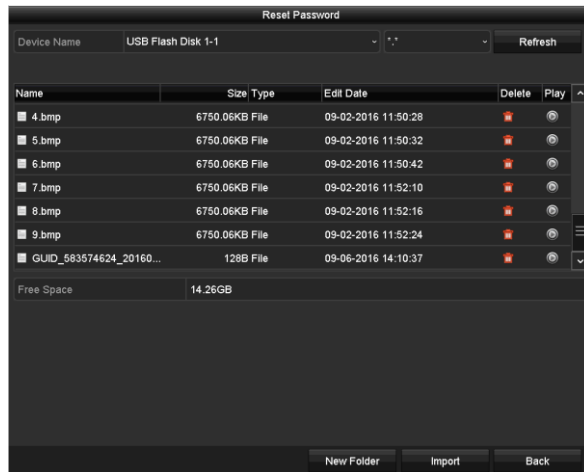 Reset Password
Device Name USB Flash Disk 1-1 *.* Refresh
Name Size Type Edit Date Delete Play
4.bmp 6750.06KB File 09-02-2016 11:50:28
5.bmp 6750.06KB File 09-02-2016 11:50:32
6.bmp 6750.06KB File 09-02-2016 11:50:42
7.bmp 6750.06KB File 09-02-2016 11:52:10
8.bmp 6750.06KB File 09-02-2016 11:52:16
9.bmp 6750.06KB File 09-02-2016 11:52:24
GUID_583574624_20160... 128B File 09-06-2016 14:10:37
Free Space 14.26GB
New Folder Import Back